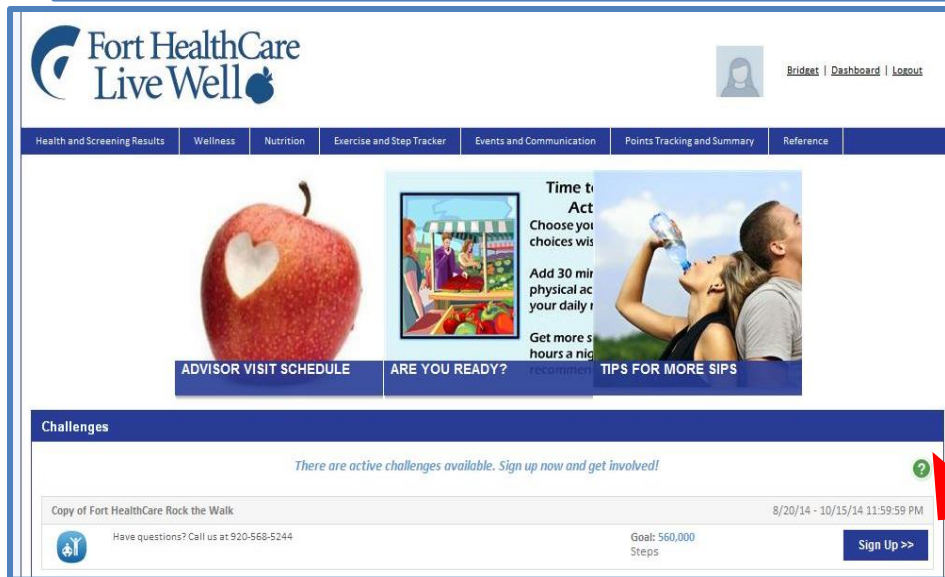 Fort HealthCare
Live Well
Bridget | Dashboard | Logout
Health and Screening Results Wellness Nutrition Exercise and Step Tracker Events and Communication Points Tracking and Summary Reference
Time to
Act
Choose you
choices wis
Add 30 min
physical ac
your daily r
Get more s
hours a nig
recommen
ADVISOR VISIT SCHEDULE
ARE YOU READY?
TIPS FOR MORE SIPS
Challenges
There are active challenges available. Sign up now and get involved!
?
Copy of Fort HealthCare Rock the Walk 8/20/14 - 10/15/14 11:59:59 PM
Have questions? Call us at 920-568-5244
Goal: 560,000
Steps
Sign Up >>